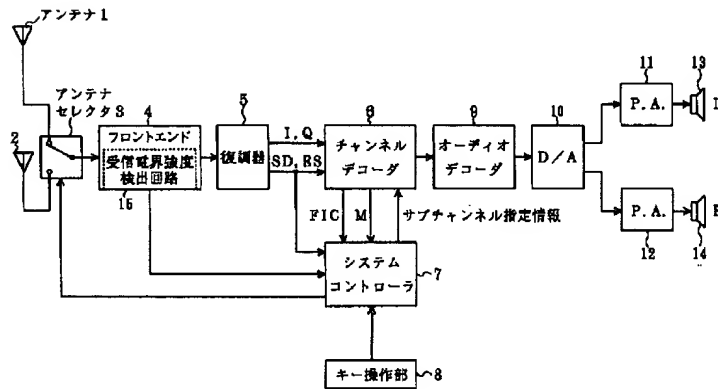 アンテナ1
アンテナ
セレクタ3
2
4
フロントエンド
受信電界強度
検出回路
15
5
復調器
I,Q
SD,RS
6
チャンネル
デコーダ
9
オーディオ
デコーダ
10
D/A
11
P.A.
13
12
P.A.
14
FIC
M
サブチャンネル指定情報
システム
コントローラ
7
キー操作部
8